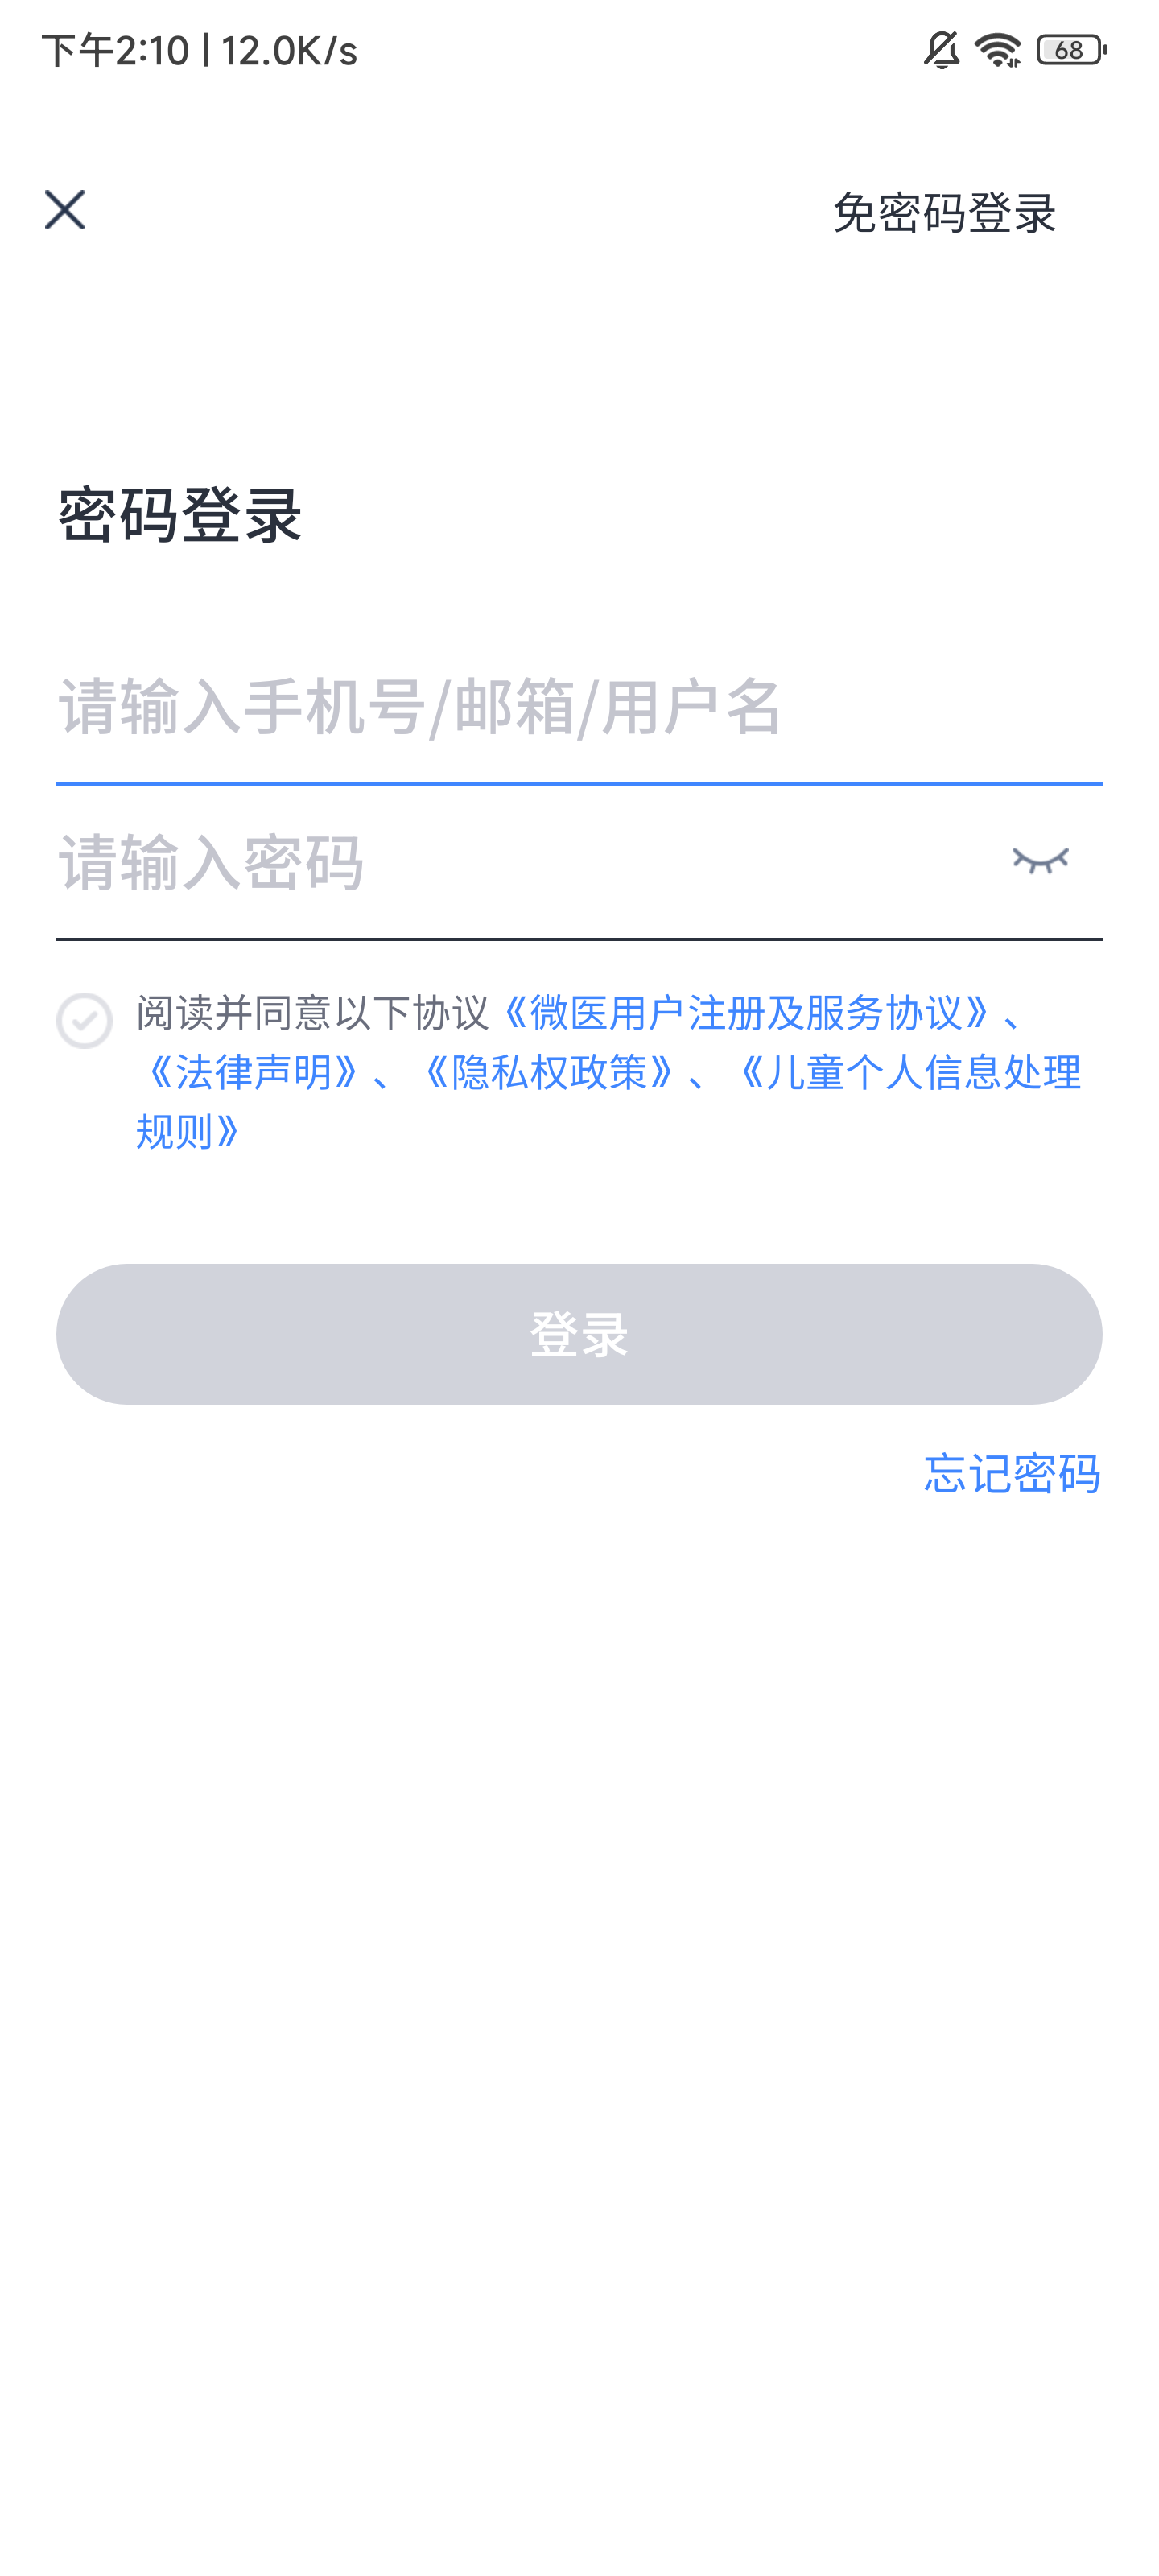 下午2:10 | 12.0K/s
68
免密码登录
密码登录
请输入手机号/邮箱/用户名
请输入密码
阅读并同意以下协议《微医用户注册及服务协议》、
《法律声明》、《隐私权政策》、《儿童个人信息处理
规则》
登录
忘记密码